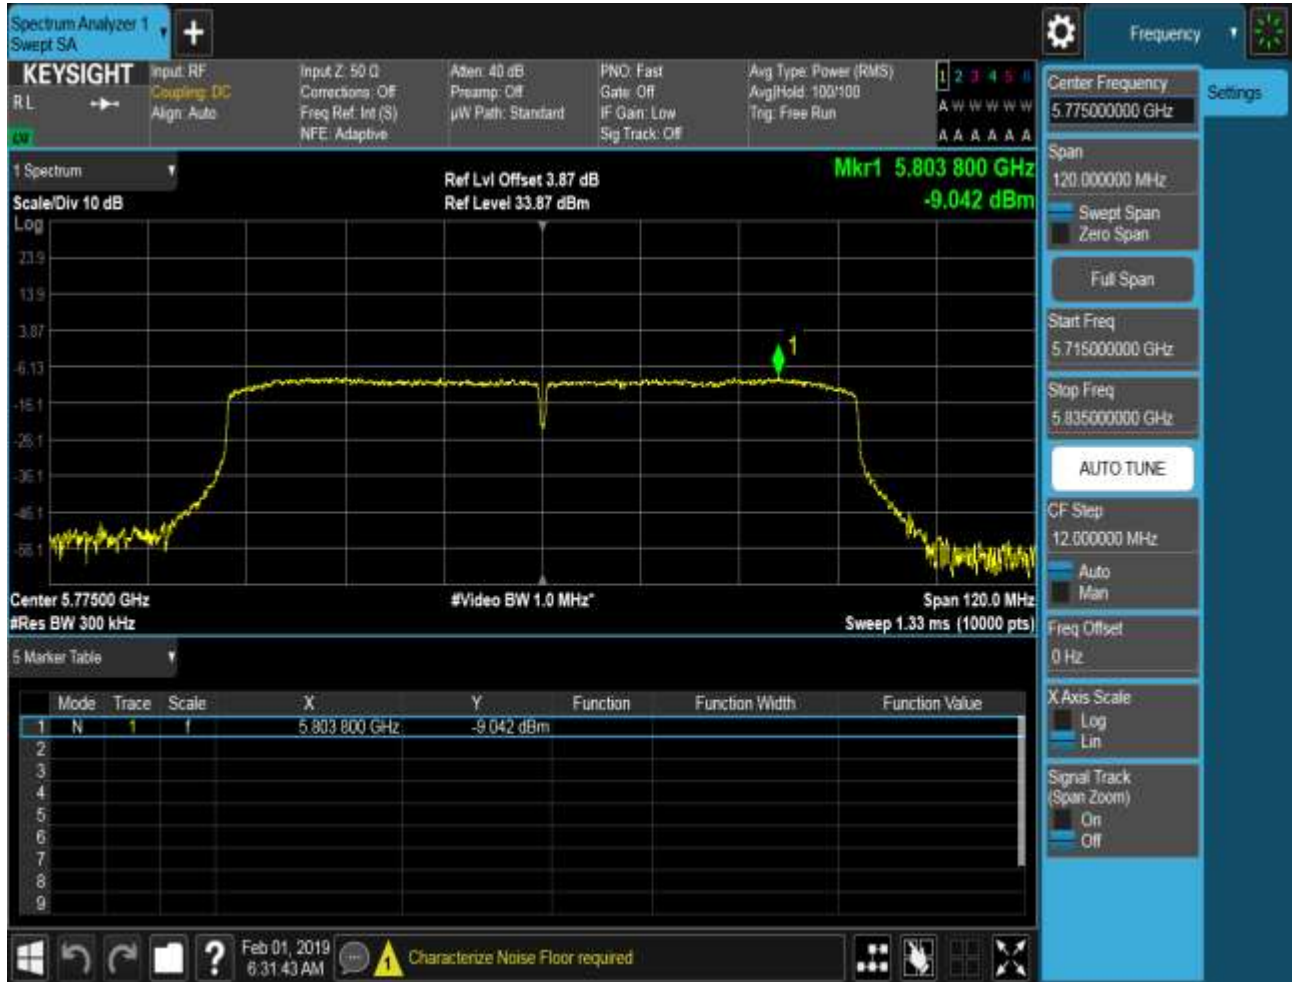 Spectrum Analyzer 1
Swept SA
+
Frequency
KEYSIGHT
RL
Input: RF
Coupling: DC
Align: Auto
Input Z: 50 Ω
Corrections: Off
Freq Ref: Int (S)
NFE: Adaptive
Atten: 40 dB
Preamp: Off
µW Path: Standard
PNO: Fast
Gate: Off
IF Gain: Low
Sig Track: Off
Avg Type: Power (RMS)
Avg|Hold: 100/100
Trig: Free Run
1 2 3 4 5 6
A W W W W W
A A A A A A
1 Spectrum
Scale/Div 10 dB
Log
Ref Lvl Offset 3.87 dB
Ref Level 33.87 dBm
Mkr1 5.803 800 GHz
-9.042 dBm
23.9
13.9
3.87
-6.13
-16.1
-26.1
-36.1
-46.1
-56.1
1
Center 5.77500 GHz
#Res BW 300 kHz
#Video BW 1.0 MHz*
Span 120.0 MHz
Sweep 1.33 ms (10000 pts)
5 Marker Table
Mode Trace Scale X Y Function Function Width Function Value
1 N 1 f 5.803 800 GHz -9.042 dBm
2
3
4
5
6
7
8
9
Center Frequency
5.775000000 GHz
Settings
Span
120.000000 MHz
Swept Span
Zero Span
Full Span
Start Freq
5.715000000 GHz
Stop Freq
5.835000000 GHz
AUTO TUNE
CF Step
12.000000 MHz
Auto
Man
Freq Offset
0 Hz
X Axis Scale
Log
Lin
Signal Track
(Span Zoom)
On
Off
?
Feb 01, 2019
6:31:43 AM
1
Characterize Noise Floor required